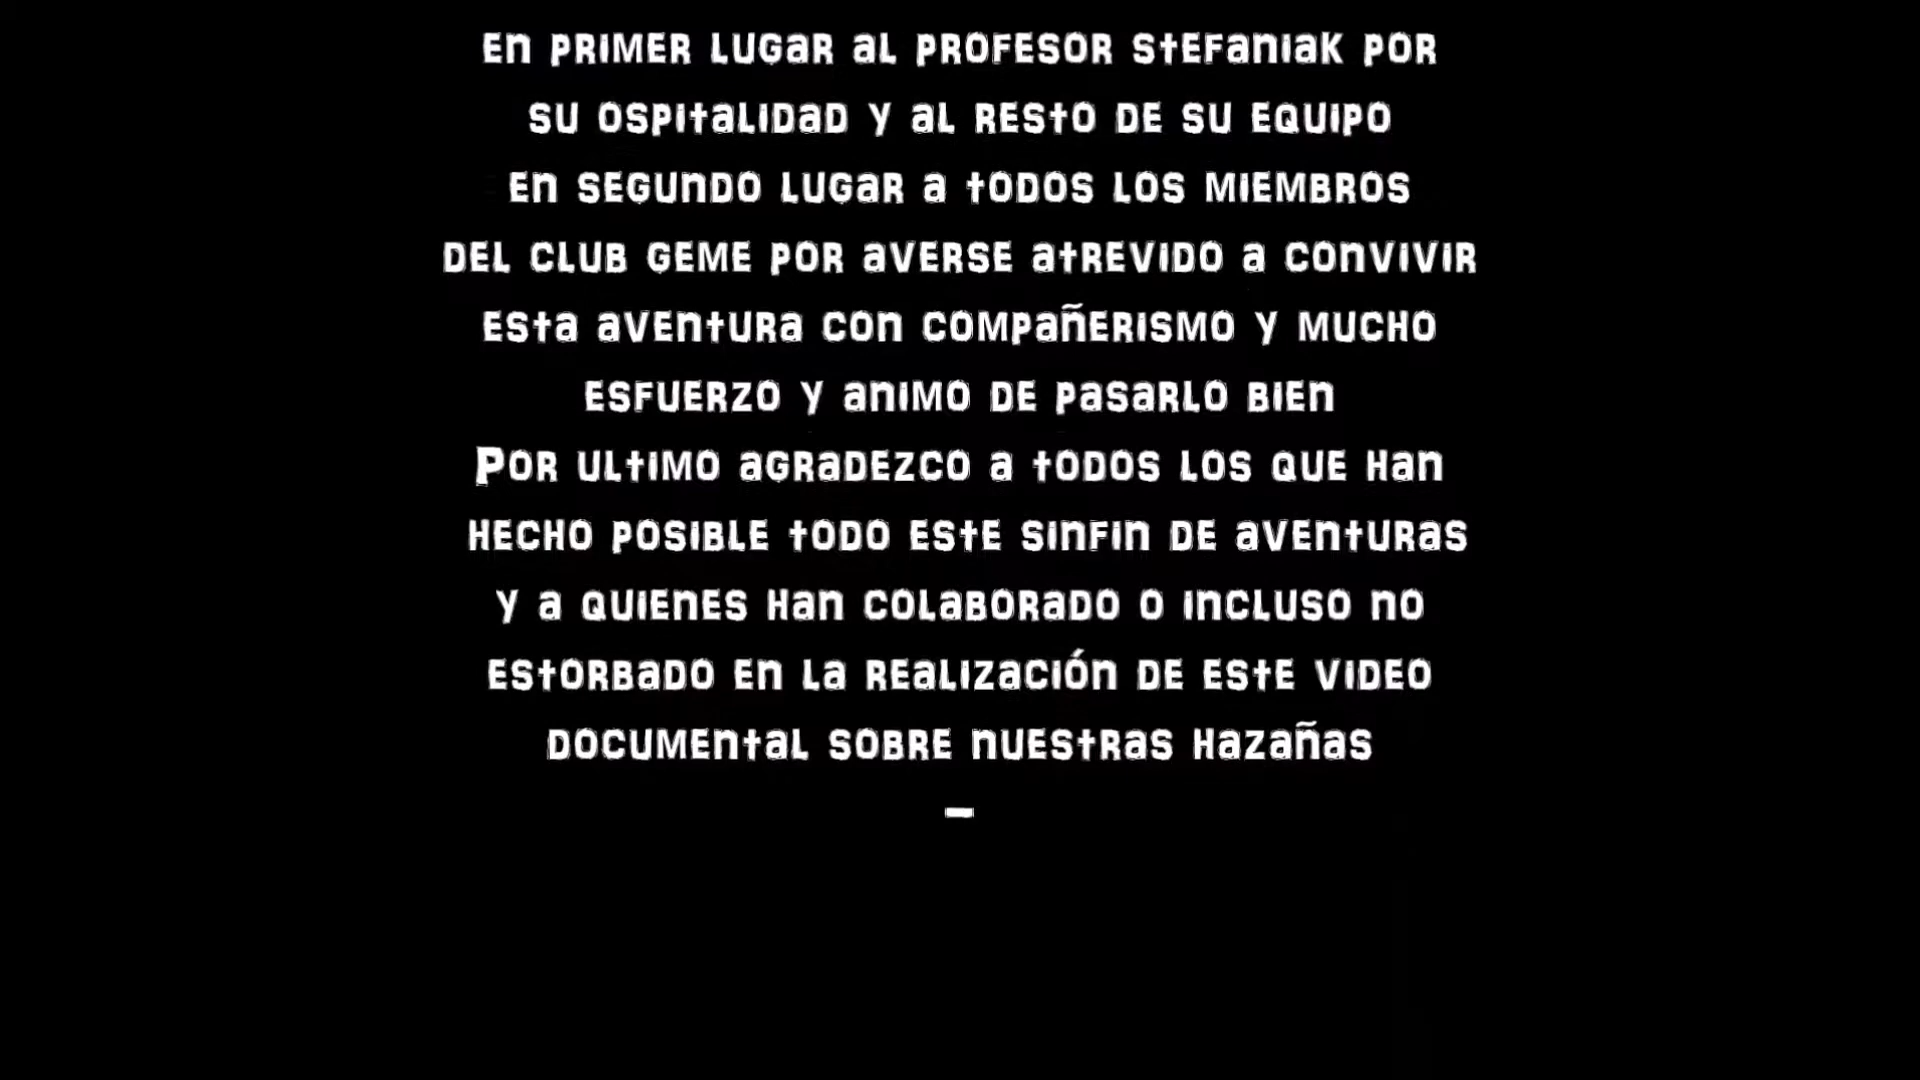 En primer lugar al profesor Stefaniak por
su ospitalidad y al resto de su equipo
en segundo lugar a todos los miembros
del club geme por averse atrevido a convivir
esta aventura con compañerismo y mucho
esfuerzo y animo de pasarlo bien
Por ultimo agradezco a todos los que han
hecho posible todo este sinfin de aventuras
y a quienes han colaborado o incluso no
estorbado en la realización de este video
documental sobre nuestras hazañas
-